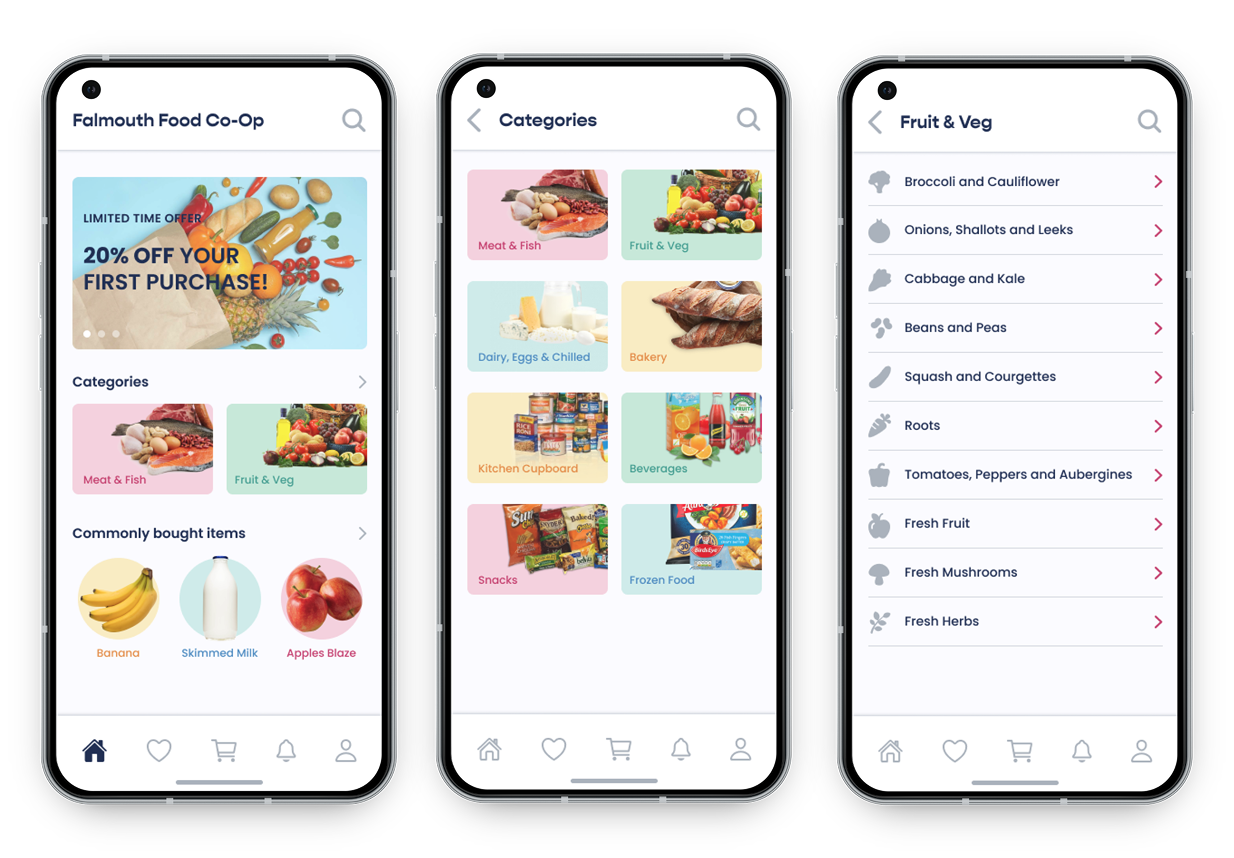 Falmouth Food Co-Op
LIMITED TIME OFFER
20% OFF YOUR
FIRST PURCHASE!
Categories
Meat & Fish
Fruit & Veg
Commonly bought items
Banana
Skimmed Milk
Apples Blaze
Categories
Meat & Fish
Fruit & Veg
Dairy, Eggs & Chilled
Bakery
Kitchen Cupboard
Beverages
Snacks
Frozen Food
Birds Eye
Fruit & Veg
Broccoli and Cauliflower
Onions, Shallots and Leeks
Cabbage and Kale
Beans and Peas
Squash and Courgettes
Roots
Tomatoes, Peppers and Aubergines
Fresh Fruit
Fresh Mushrooms
Fresh Herbs